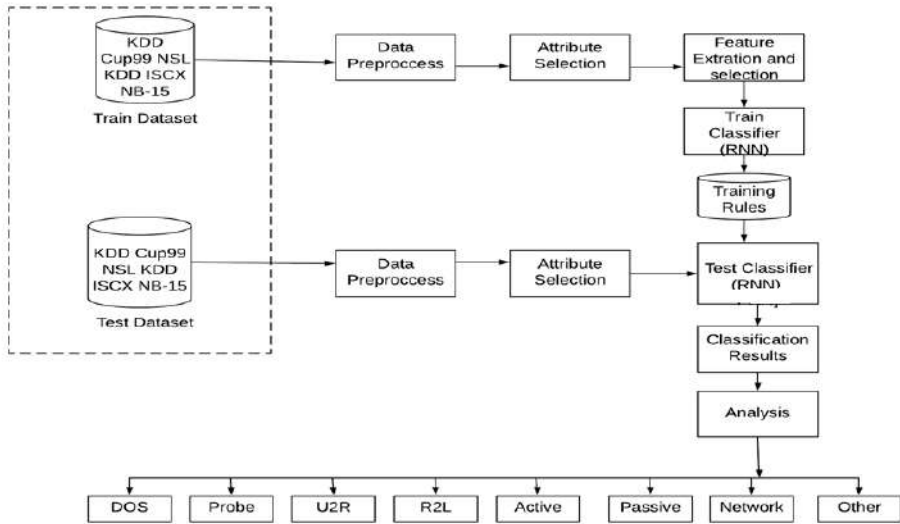 KDD
Cup99 NSL
KDD ISCX
NB-15
Train Dataset
Data
Preproccess
Attribute
Selection
Feature
Extration and
selection
Train
Classifier
(RNN)
Training
Rules
KDD Cup99
NSL KDD
ISCX NB-15
Test Dataset
Data
Preproccess
Attribute
Selection
Test Classifier
(RNN)
Classification
Results
Analysis
DOS
Probe
U2R
R2L
Active
Passive
Network
Other